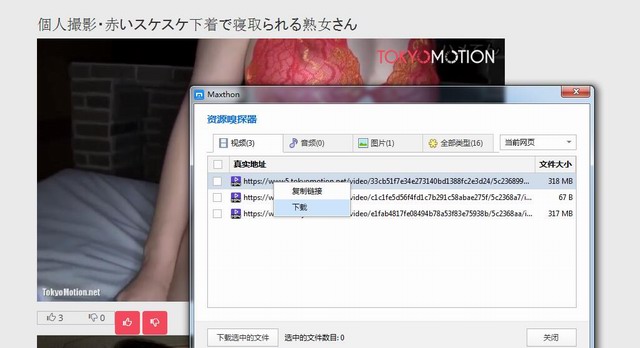 個人撮影・赤いスケスケ下着で寝取られる熟女さん
TOKYOMOTION
Maxthon
资源嗅探器
视频(3) 音频(0) 图片(1) 全部类型(16) 当前网页
真实地址 文件大小
https://www5.tokyomotion.net/video/33cb51f7e34e273140bd1388fc2e3d24/5c236899... 318 MB
复制链接
https://ww /video/c1c1fe5d56f4fd1c7b291c58abae275f/5c2368a7/i... 67 B
下载
https://ww /video/e1fab4817fe08494b78a53f83e75938b/5c2368aa/i... 317 MB
TokyoMotion.net
3 0
下载选中的文件 选中的文件数目: 0 关闭